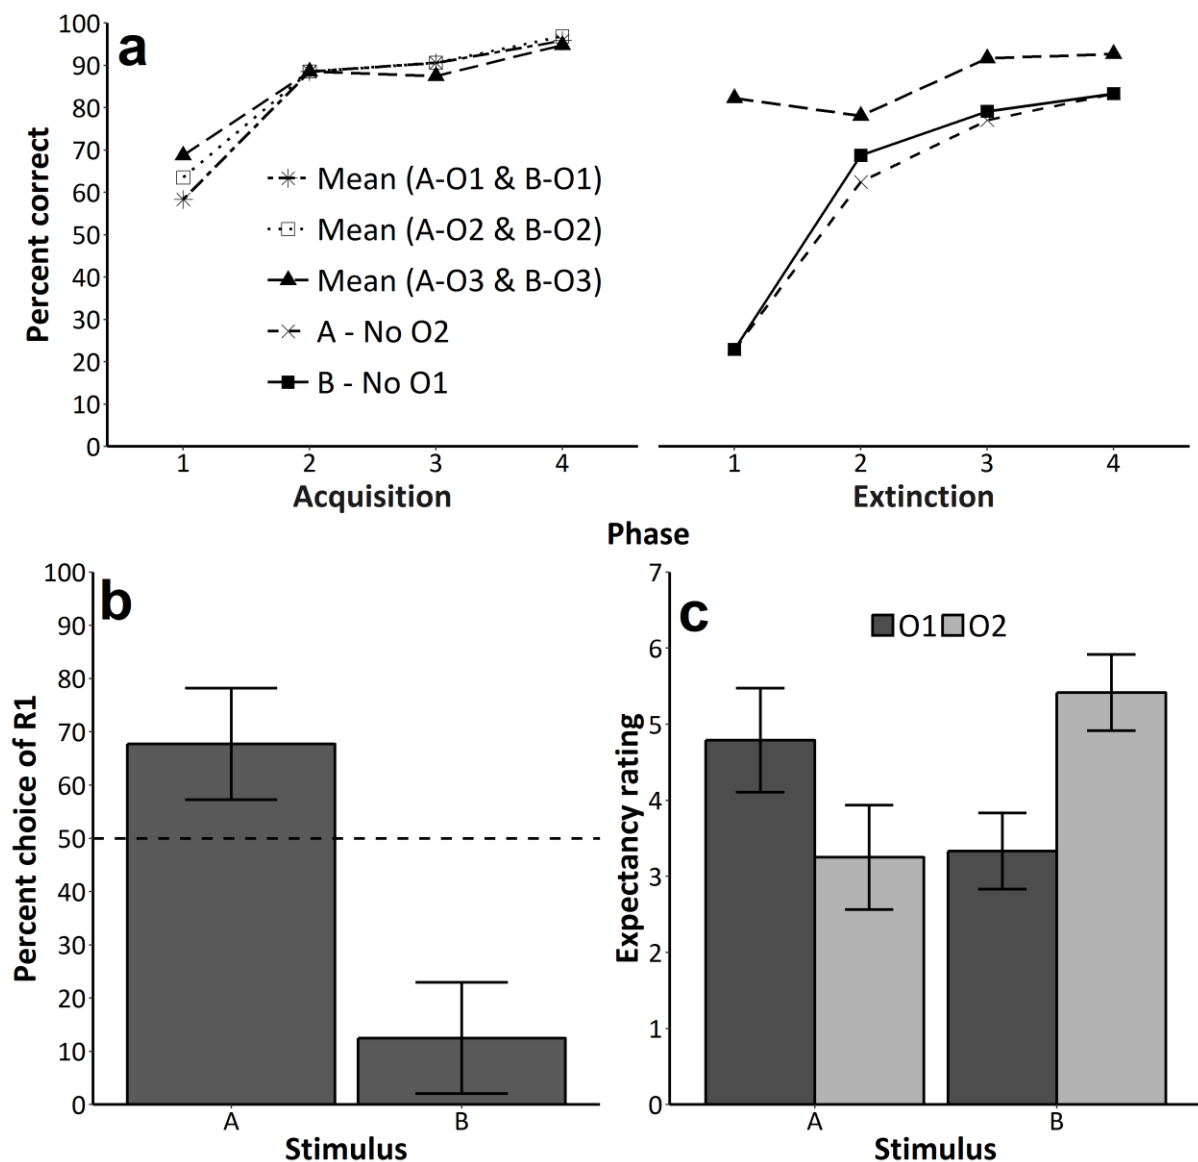 a
Percent correct
100
90
80
70
60
50
40
30
20
10
0
Mean (A-O1 & B-O1)
Mean (A-O2 & B-O2)
Mean (A-O3 & B-O3)
A - No O2
B - No O1
1 2 3 4
Acquisition
1 2 3 4
Extinction
Phase
b
Percent choice of R1
100
90
80
70
60
50
40
30
20
10
0
A B
Stimulus
c
Expectancy rating
7
6
5
4
3
2
1
0
O1 O2
A B
Stimulus